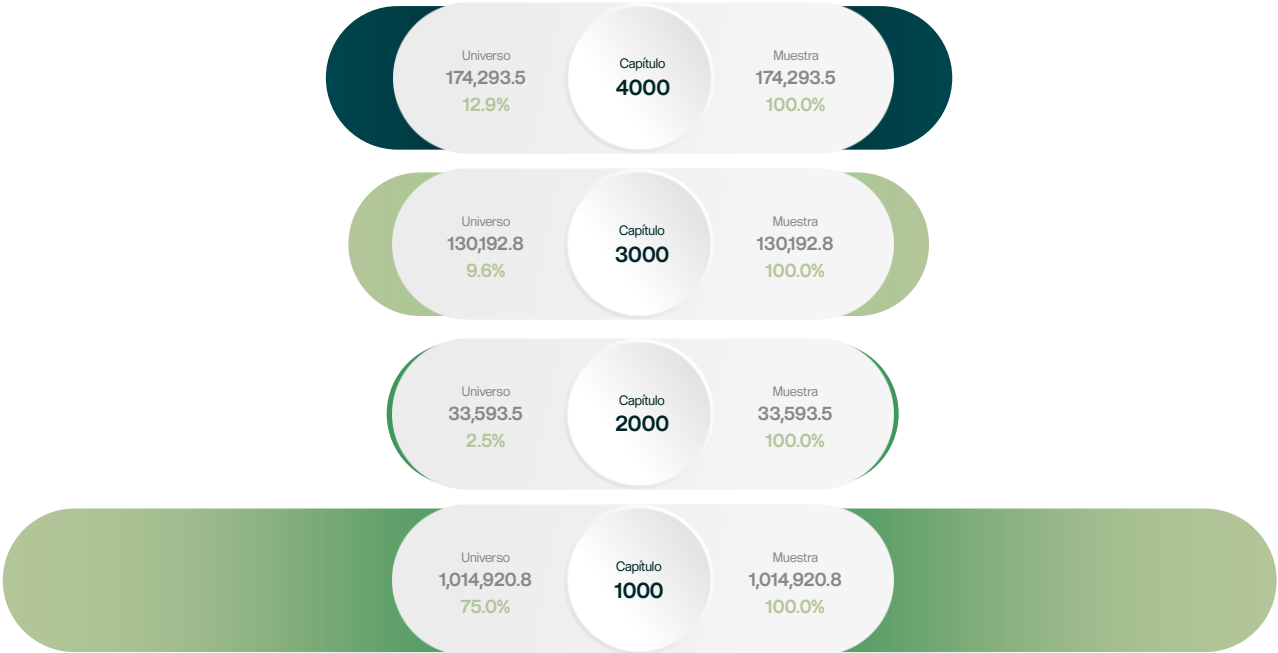 Universo
174,293.5
12.9%
Capítulo
4000
Muestra
174,293.5
100.0%
Universo
130,192.8
9.6%
Capítulo
3000
Muestra
130,192.8
100.0%
Universo
33,593.5
2.5%
Capítulo
2000
Muestra
33,593.5
100.0%
Universo
1,014,920.8
75.0%
Capítulo
1000
Muestra
1,014,920.8
100.0%